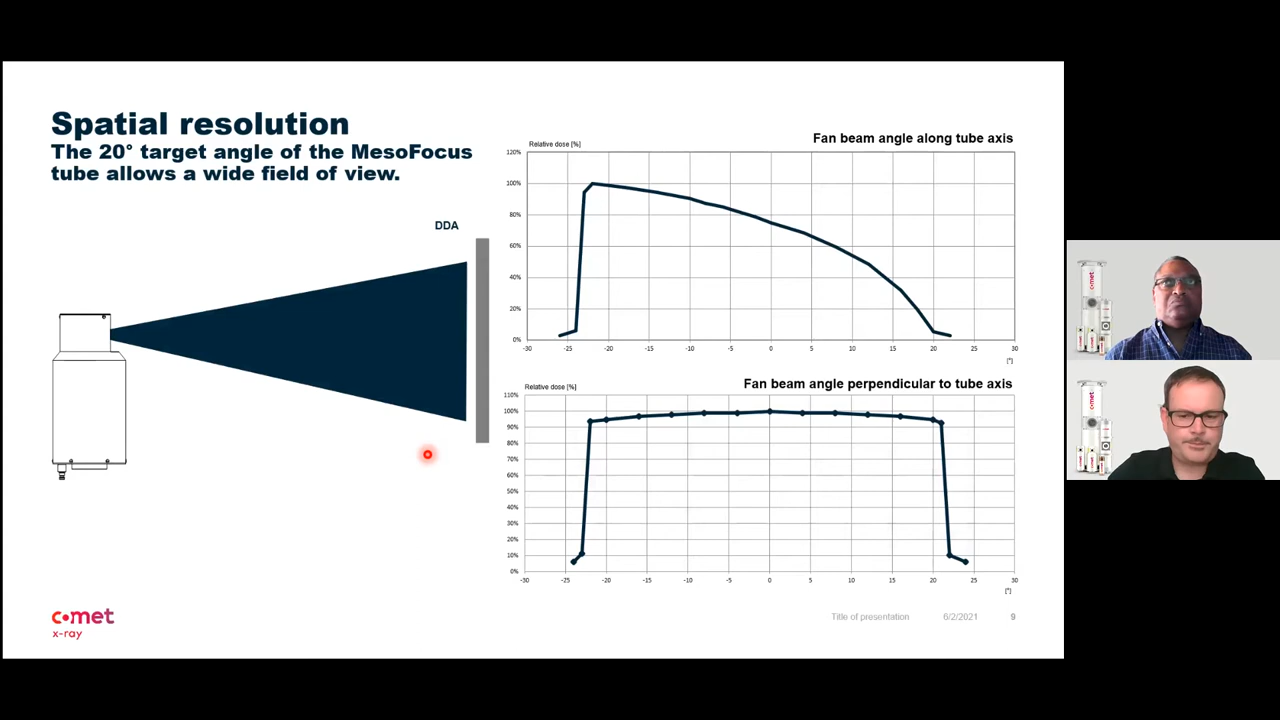 Spatial resolution
The 20° target angle of the MesoFocus
tube allows a wide field of view.
DDA
Fan beam angle along tube axis
Relative dose [%]
120%
100%
80%
60%
40%
20%
0%
-30 -25 -20 -15 -10 -5 0 5 10 15 20 25 30
[°]
Fan beam angle perpendicular to tube axis
Relative dose [%]
110%
100%
90%
80%
70%
60%
50%
40%
30%
20%
10%
0%
-30 -25 -20 -15 -10 -5 0 5 10 15 20 25 30
[°]
comet
x-ray
Title of presentation 6/2/2021 9
comet
comet